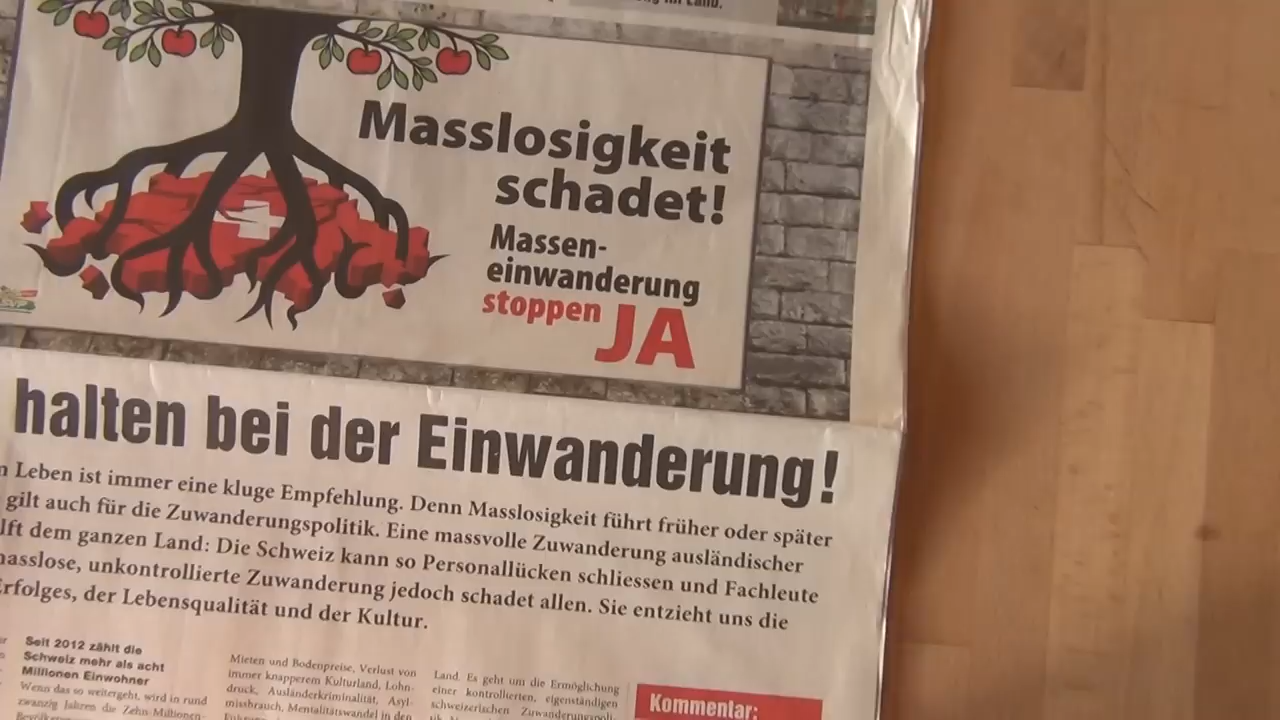 im Land.
Masslosigkeit
schadet!
Massen-
einwanderung
stoppen JA
halten bei der Einwanderung!
Leben ist immer eine kluge Empfehlung. Denn Masslosigkeit führt früher oder später
gilt auch für die Zuwanderungspolitik. Eine massvolle Zuwanderung ausländischer
dem ganzen Land: Die Schweiz kann so Personallücken schliessen und Fachleute
unkontrollierte Zuwanderung jedoch schadet allen. Sie entzieht uns die
der Lebensqualität und der Kultur.
Seit 2012 zählt die
Schweiz mehr als acht
Millionen Einwohner
Wenn das so weitergeht, wird in rund
zwanzig Jahren die Zehn-Millionen-
Mieten und Bodenpreise, Verlust von
immer knapperem Kulturland, Lohn-
druck, Ausländerkriminalität, Asyl-
missbrauch, Mentalitätswandel in den
Land. Es geht um die Ermöglichung
einer kontrollierten, eigenständigen
schweizerischen Zuwanderungspoli-
Kommentar: